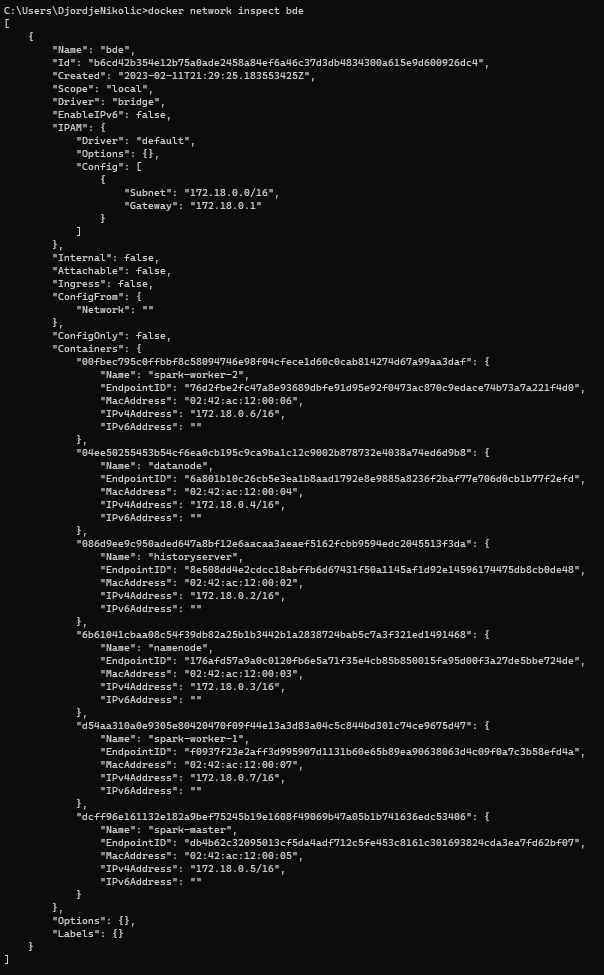 C:\Users\DjordjeNikolic>docker network inspect bde
[
    {
        "Name": "bde",
        "Id": "b6cd42b354e12b75a0ade2458a84ef6a46c37d3db4834300a615e9d600926dc4",
        "Created": "2023-02-11T21:29:25.183553425Z",
        "Scope": "local",
        "Driver": "bridge",
        "EnableIPv6": false,
        "IPAM": {
            "Driver": "default",
            "Options": {},
            "Config": [
                {
                    "Subnet": "172.18.0.0/16",
                    "Gateway": "172.18.0.1"
                }
            ]
        },
        "Internal": false,
        "Attachable": false,
        "Ingress": false,
        "ConfigFrom": {
            "Network": ""
        },
        "ConfigOnly": false,
        "Containers": {
            "00fbec795c0ffbbf8c58094746e98f04cfece1d60c0cab814274d67a99aa3daf": {
                "Name": "spark-worker-2",
                "EndpointID": "76d2fbe2fc47a8e93689dbfe91d95e92f0473ac870c9edace74b73a7a221f4d0",
                "MacAddress": "02:42:ac:12:00:06",
                "IPv4Address": "172.18.0.6/16",
                "IPv6Address": ""
            },
            "04ee50255453b54cf6ea0cb195c9ca9ba1c12c9002b878732e4038a74ed6d9b8": {
                "Name": "datanode",
                "EndpointID": "6a801b10c26cb5e3ea1b8aad1792e8e9885a8236f2baf77e706d0cb1b77f2efd",
                "MacAddress": "02:42:ac:12:00:04",
                "IPv4Address": "172.18.0.4/16",
                "IPv6Address": ""
            },
            "086d9ee9c950aded647a8bf12e6aacaa3aeaef5162fcbb9594edc2045513f3da": {
                "Name": "historyserver",
                "EndpointID": "8e508dd4e2cdcc18abffb6d67431f50a1145af1d92e14596174475db8cb0de48",
                "MacAddress": "02:42:ac:12:00:02",
                "IPv4Address": "172.18.0.2/16",
                "IPv6Address": ""
            },
            "6b61041cbaa08c54f39db82a25b1b3442b1a2838724bab5c7a3f321ed1491468": {
                "Name": "namenode",
                "EndpointID": "176afd57a9a0c0120fb6e5a71f35e4cb85b850015fa95d00f3a27de5bbe724de",
                "MacAddress": "02:42:ac:12:00:03",
                "IPv4Address": "172.18.0.3/16",
                "IPv6Address": ""
            },
            "d54aa310a0e9305e80420470f09f44e13a3d83a04c5c844bd301c74ce9675d47": {
                "Name": "spark-worker-1",
                "EndpointID": "f0937f23e2aff3d995907d1131b60e65b89ea90638063d4c09f0a7c3b58efd4a",
                "MacAddress": "02:42:ac:12:00:07",
                "IPv4Address": "172.18.0.7/16",
                "IPv6Address": ""
            },
            "dcff96e161132e182a9bef75245b19e1608f49069b47a05b1b741636edc53406": {
                "Name": "spark-master",
                "EndpointID": "db4b62c32095013cf5da4adf712c5fe453c8161c301693824cda3ea7fd62bf07",
                "MacAddress": "02:42:ac:12:00:05",
                "IPv4Address": "172.18.0.5/16",
                "IPv6Address": ""
            }
        },
        "Options": {},
        "Labels": {}
    }
]